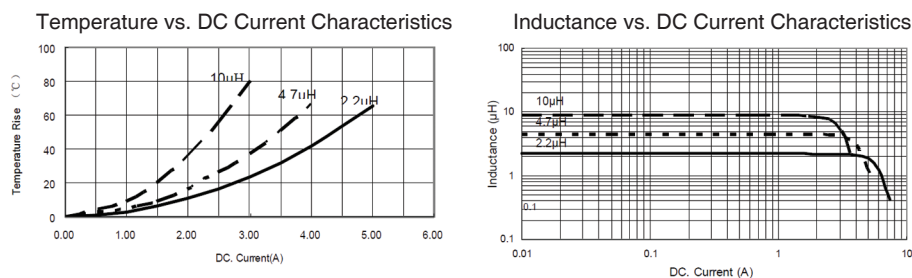 Temperature vs. DC Current Characteristics
100
80
60
40
20
0
Temperature Rise （℃）
10µH
4.7µH
2.2µH
0.00 1.00 2.00 3.00 4.00 5.00 6.00
DC. Current(A)
Inductance vs. DC Current Characteristics
100
10
1
0.1
Inductance (µH)
10µH
4.7µH
2.2µH
0.1
0.01 0.1 1 10
DC. Current (A)